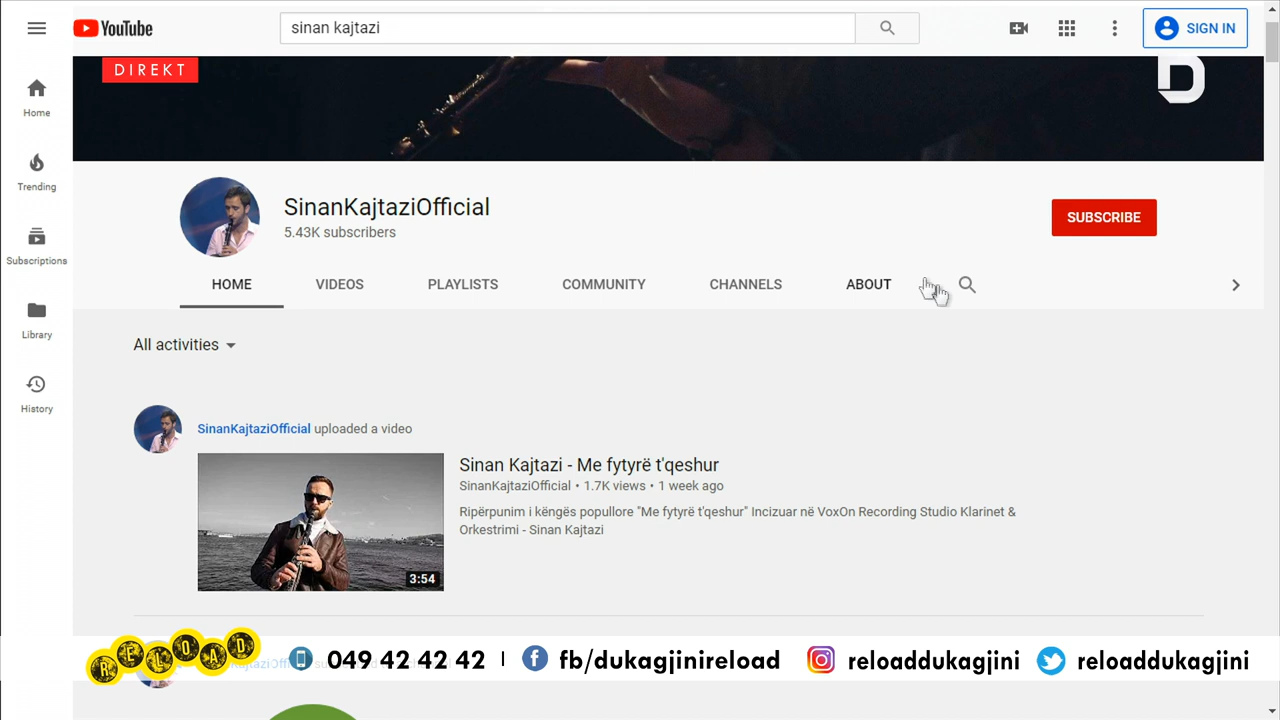 YouTube
sinan kajtazi
SIGN IN
DIREKT
D
Home
Trending
Subscriptions
Library
History
SinanKajtaziOfficial
5.43K subscribers
SUBSCRIBE
HOME VIDEOS PLAYLISTS COMMUNITY CHANNELS ABOUT
All activities
SinanKajtaziOfficial uploaded a video
Sinan Kajtazi - Me fytyrë t'qeshur
SinanKajtaziOfficial • 1.7K views • 1 week ago
Ripërpunim i këngës popullore "Me fytyrë t'qeshur" Incizuar në VoxOn Recording Studio Klarinet &
Orkestrimi - Sinan Kajtazi
3:54
RELOAD 049 42 42 42 | fb/dukagjinireload reloaddukagjini reloaddukagjini